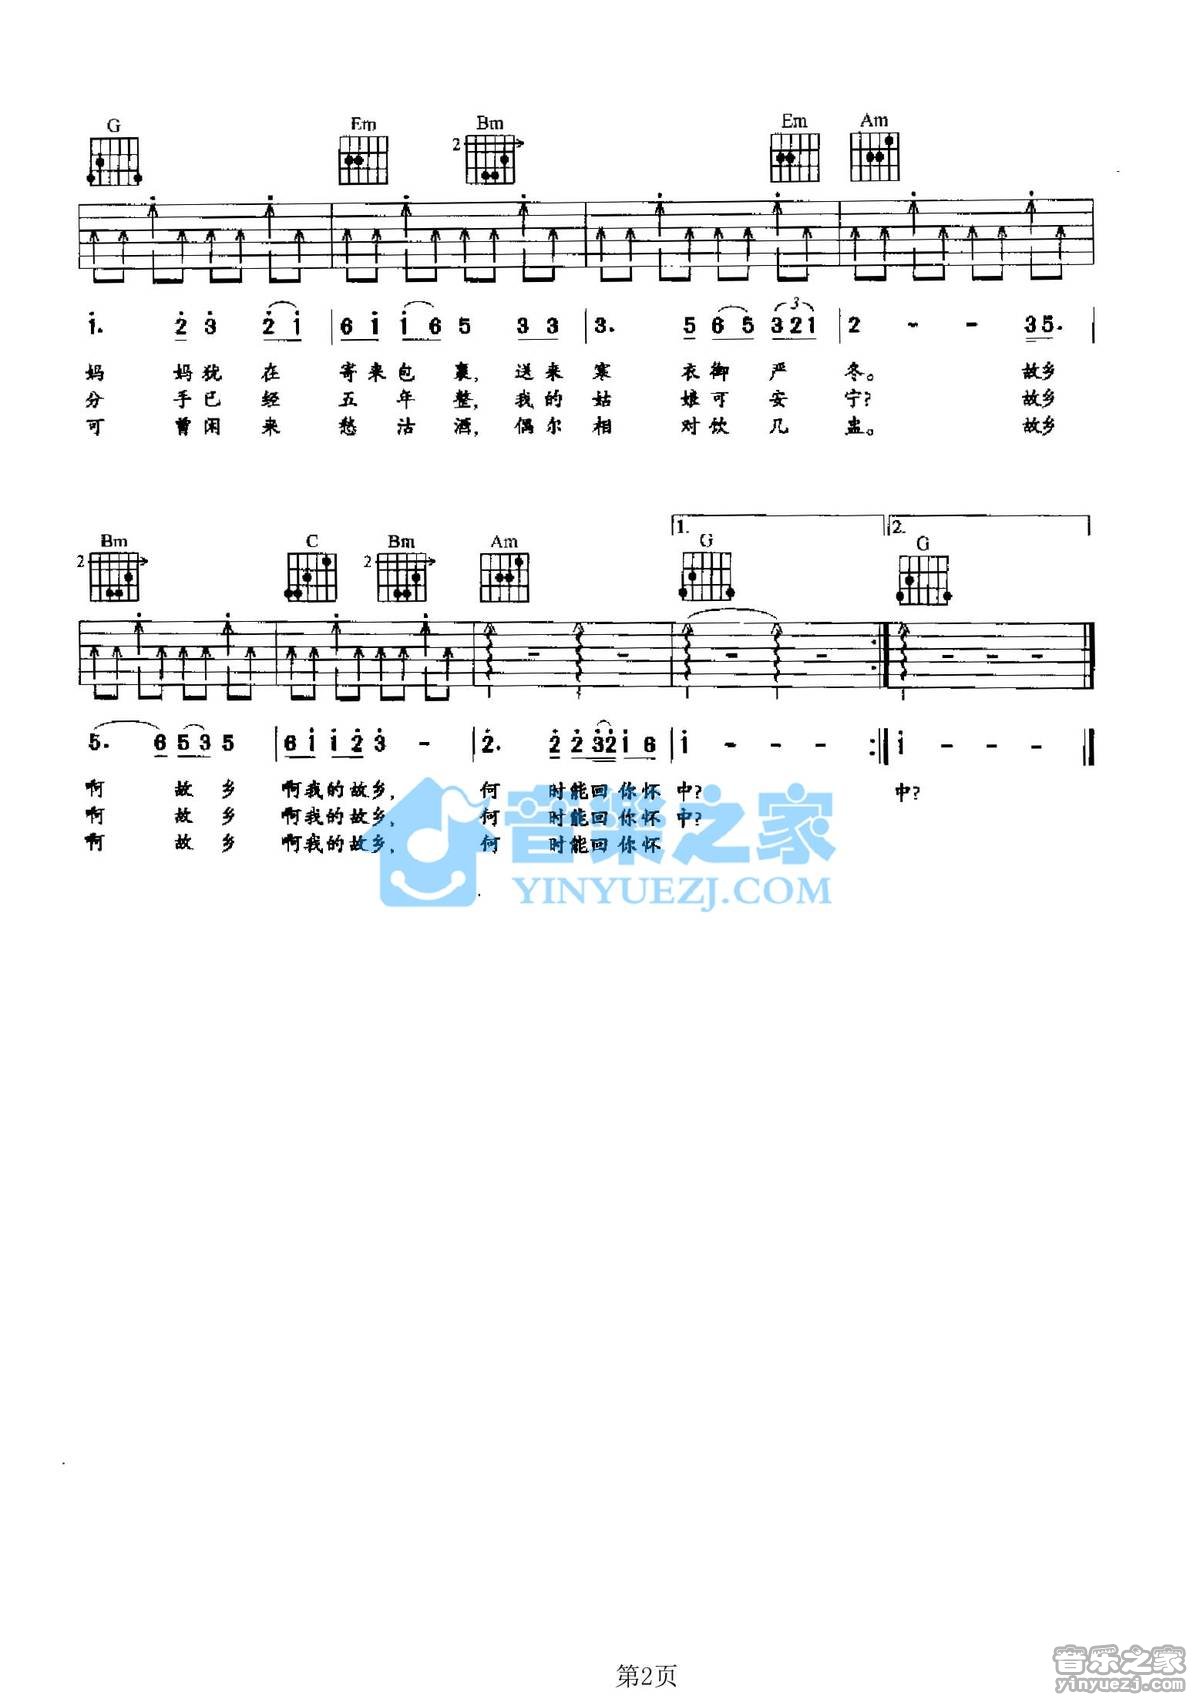 G Em Bm Em Am
2
1. 2 3 2 1 | 6 1 1 6 5 3 3 | 3. 5 6 5 3 2 1 | 2 - - 3 5. |
3
妈 妈犹 在 寄来包 裹，送来寒 衣御 严 冬。 故乡
分 手已 经 五 年 整，我的姑 娘可 安 宁？ 故乡
可 曾闲 来 愁 沽 酒，偶尔相 对饮 几 盅。 故乡
1. 2.
Bm C Bm Am G G
2 2
5. 6 5 3 5 | 6 1 1 2 3 - | 2. 2 2 3 2 1 6 | 1 - - - :| 1 - - - |
啊 故 乡 啊我的故乡， 何 时能回你怀 中？ 中？
啊 故 乡 啊我的故乡， 何 时能回你怀 中？
啊 故 乡 啊我的故乡， 何 时能回你怀
音樂之家
YINYUEZJ.COM
第2页
音乐之家
yinyuezj.com